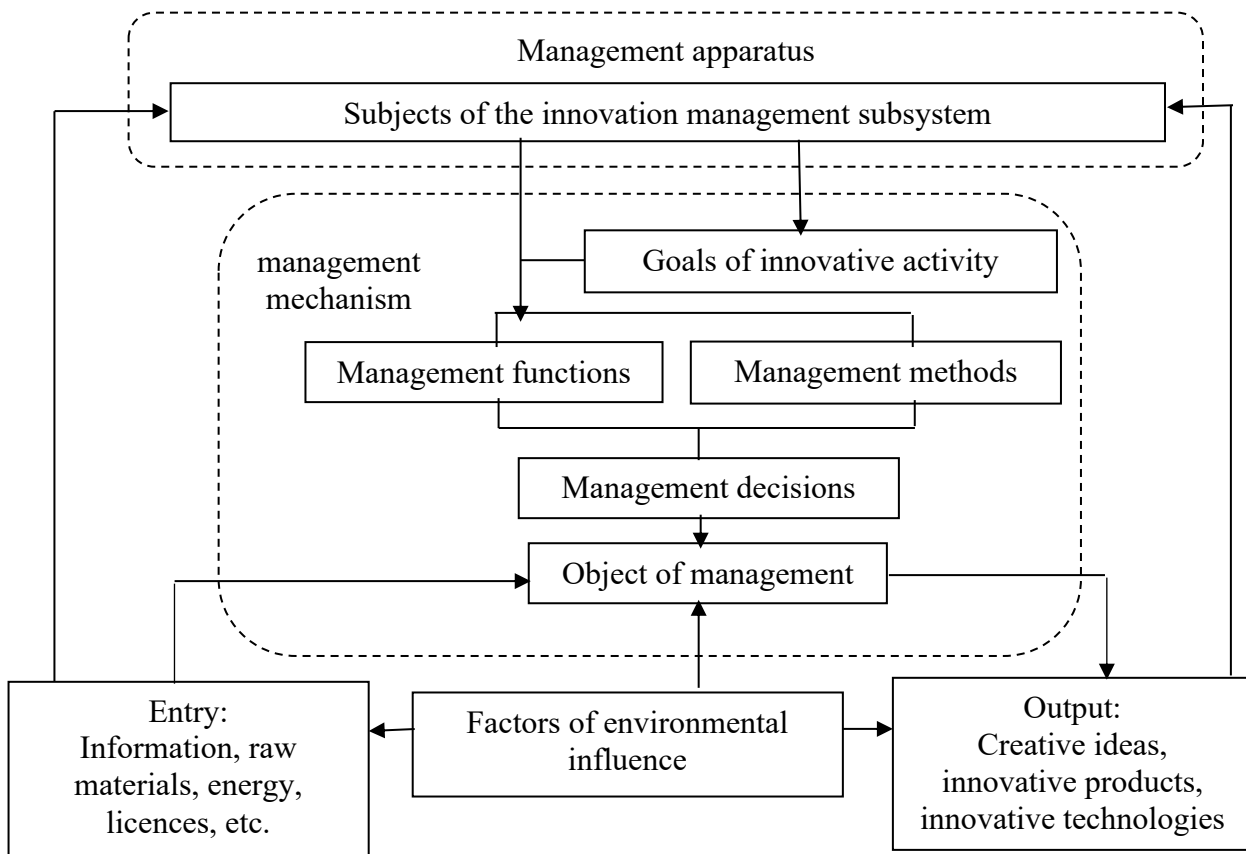 Management apparatus
Subjects of the innovation management subsystem
Goals of innovative activity
management
mechanism
Management functions
Management methods
Management decisions
Object of management
Entry:
Information, raw
materials, energy,
licences, etc.
Factors of environmental
influence
Output:
Creative ideas,
innovative products,
innovative technologies